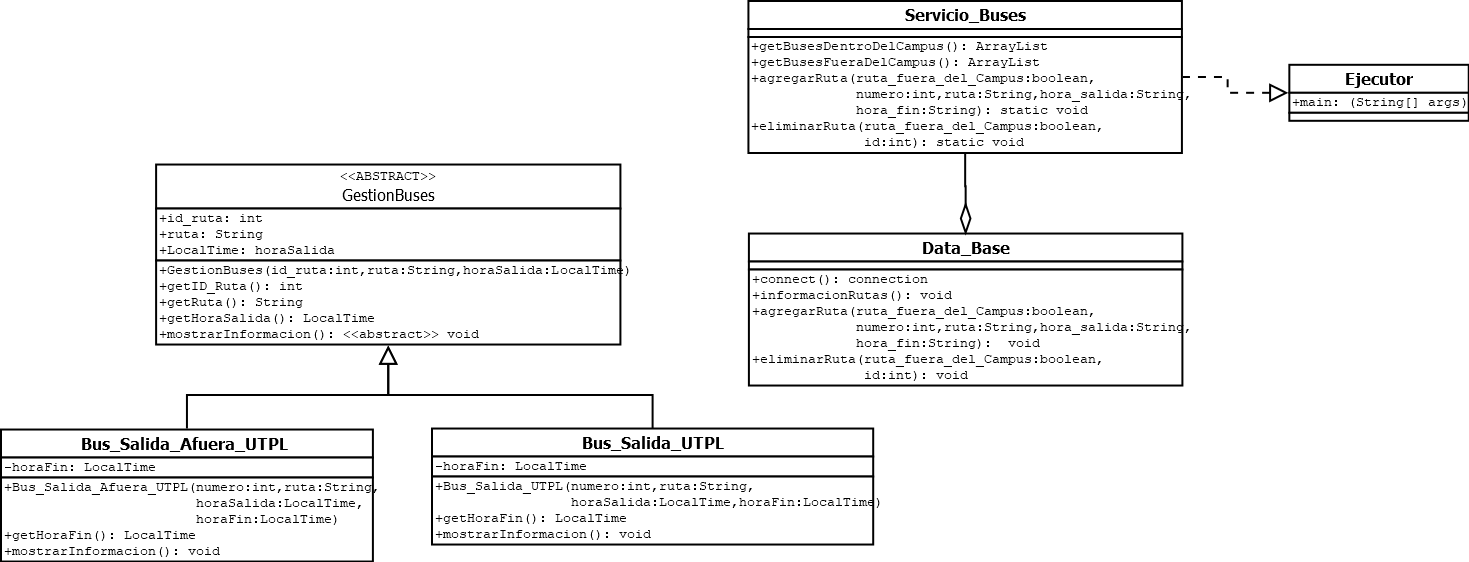 Servicio_Buses
+getBusesDentroDelCampus(): ArrayList
+getBusesFueraDelCampus(): ArrayList
+agregarRuta(ruta_fuera_del_Campus:boolean,
numero:int,ruta:String,hora_salida:String,
hora_fin:String): static void
+eliminarRuta(ruta_fuera_del_Campus:boolean,
id:int): static void
Ejecutor
+main: (String[] args)
<<ABSTRACT>>
GestionBuses
+id_ruta: int
+ruta: String
+LocalTime: horaSalida
+GestionBuses(id_ruta:int,ruta:String,horaSalida:LocalTime)
+getID_Ruta(): int
+getRuta(): String
+getHoraSalida(): LocalTime
+mostrarInformacion(): <<abstract>> void
Data_Base
+connect(): connection
+informacionRutas(): void
+agregarRuta(ruta_fuera_del_Campus:boolean,
numero:int,ruta:String,hora_salida:String,
hora_fin:String):  void
+eliminarRuta(ruta_fuera_del_Campus:boolean,
id:int): void
Bus_Salida_Afuera_UTPL
-horaFin: LocalTime
+Bus_Salida_Afuera_UTPL(numero:int,ruta:String,
horaSalida:LocalTime,
horaFin:LocalTime)
+getHoraFin(): LocalTime
+mostrarInformacion(): void
Bus_Salida_UTPL
-horaFin: LocalTime
+Bus_Salida_UTPL(numero:int,ruta:String,
horaSalida:LocalTime,horaFin:LocalTime)
+getHoraFin(): LocalTime
+mostrarInformacion(): void